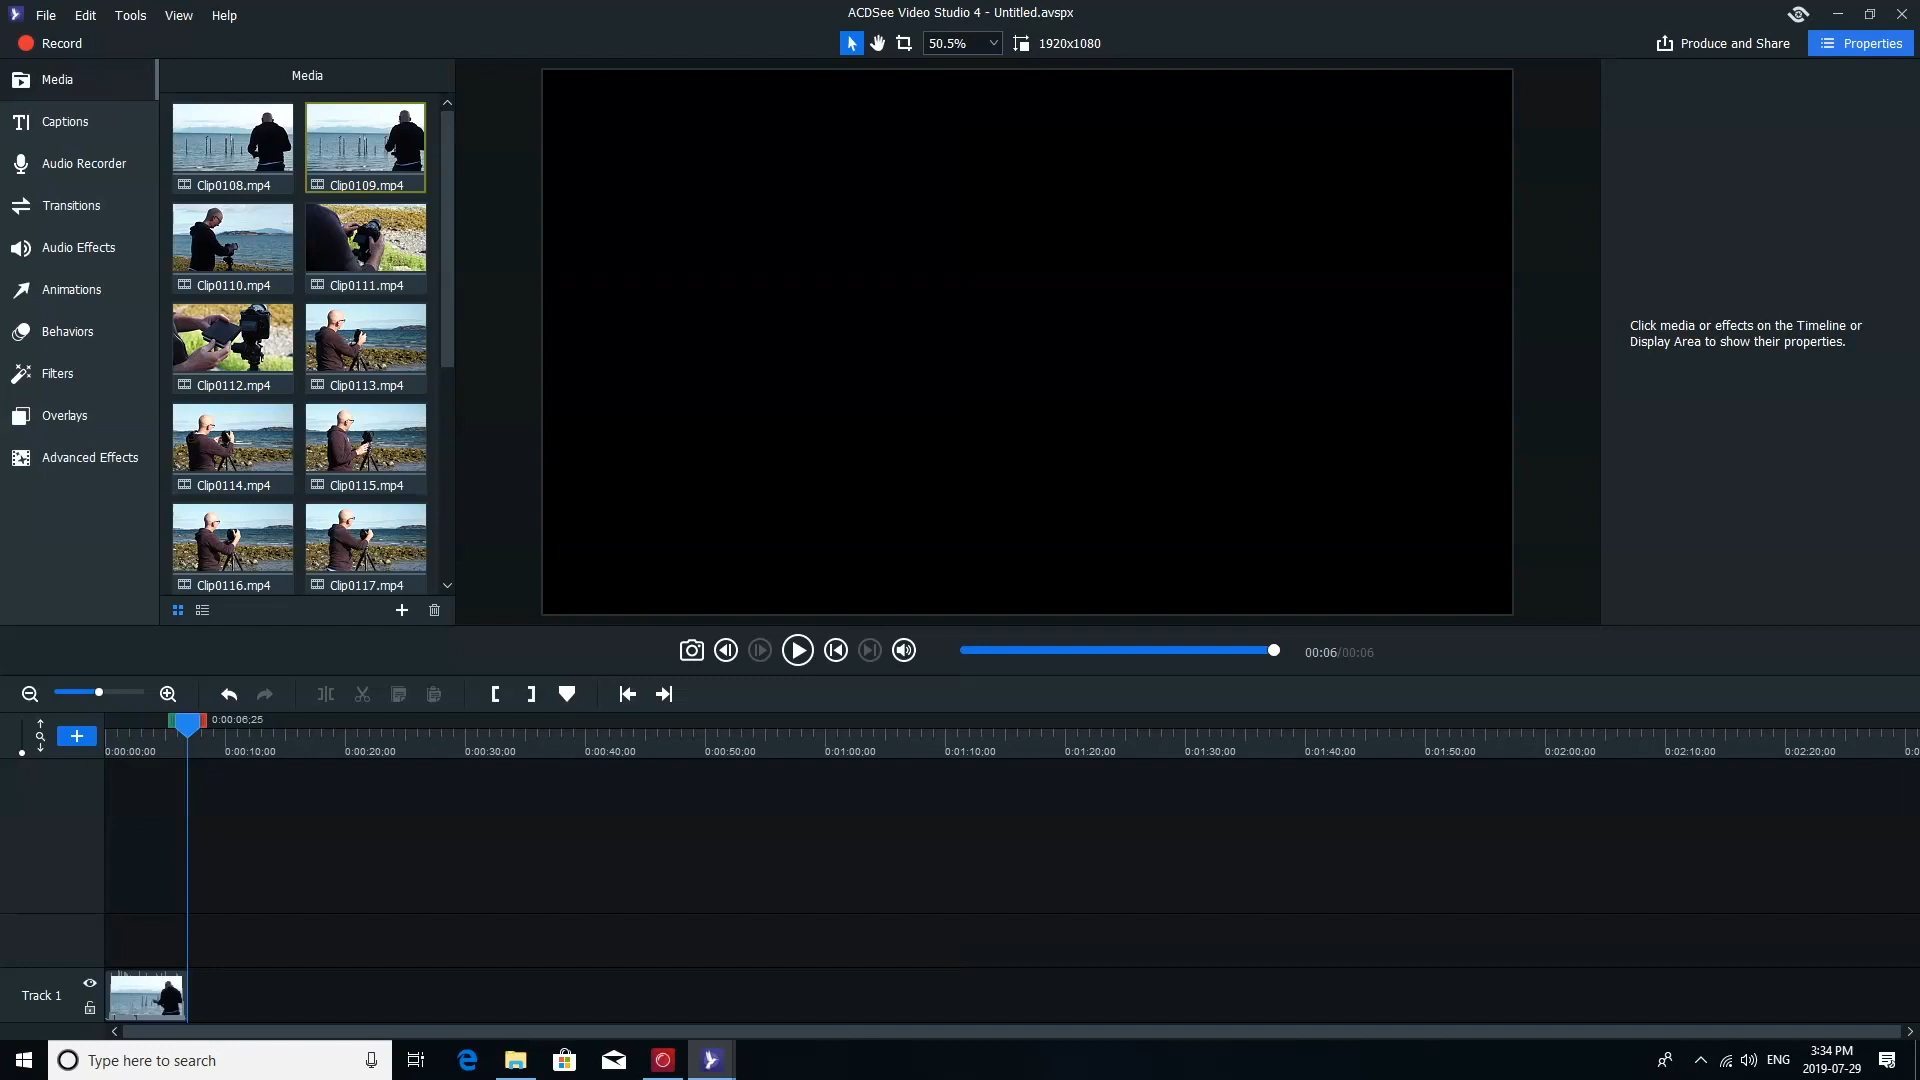 File Edit Tools View Help
ACDSee Video Studio 4 - Untitled.avspx
Record
50.5%
1920x1080
Produce and Share
Properties
Media
Captions
Audio Recorder
Transitions
Audio Effects
Animations
Behaviors
Filters
Overlays
Advanced Effects
Media
Clip0108.mp4
Clip0109.mp4
Clip0110.mp4
Clip0111.mp4
Clip0112.mp4
Clip0113.mp4
Clip0114.mp4
Clip0115.mp4
Clip0116.mp4
Clip0117.mp4
Click media or effects on the Timeline or
Display Area to show their properties.
00:06/00:06
0:00:06;25
0:00:00;00 0:00:10;00 0:00:20;00 0:00:30;00 0:00:40;00 0:00:50;00 0:01:00;00 0:01:10;00 0:01:20;00 0:01:30;00 0:01:40;00 0:01:50;00 0:02:00;00 0:02:10;00 0:02:20;00 0:0
Track 1
Type here to search
ENG
3:34 PM
2019-07-29